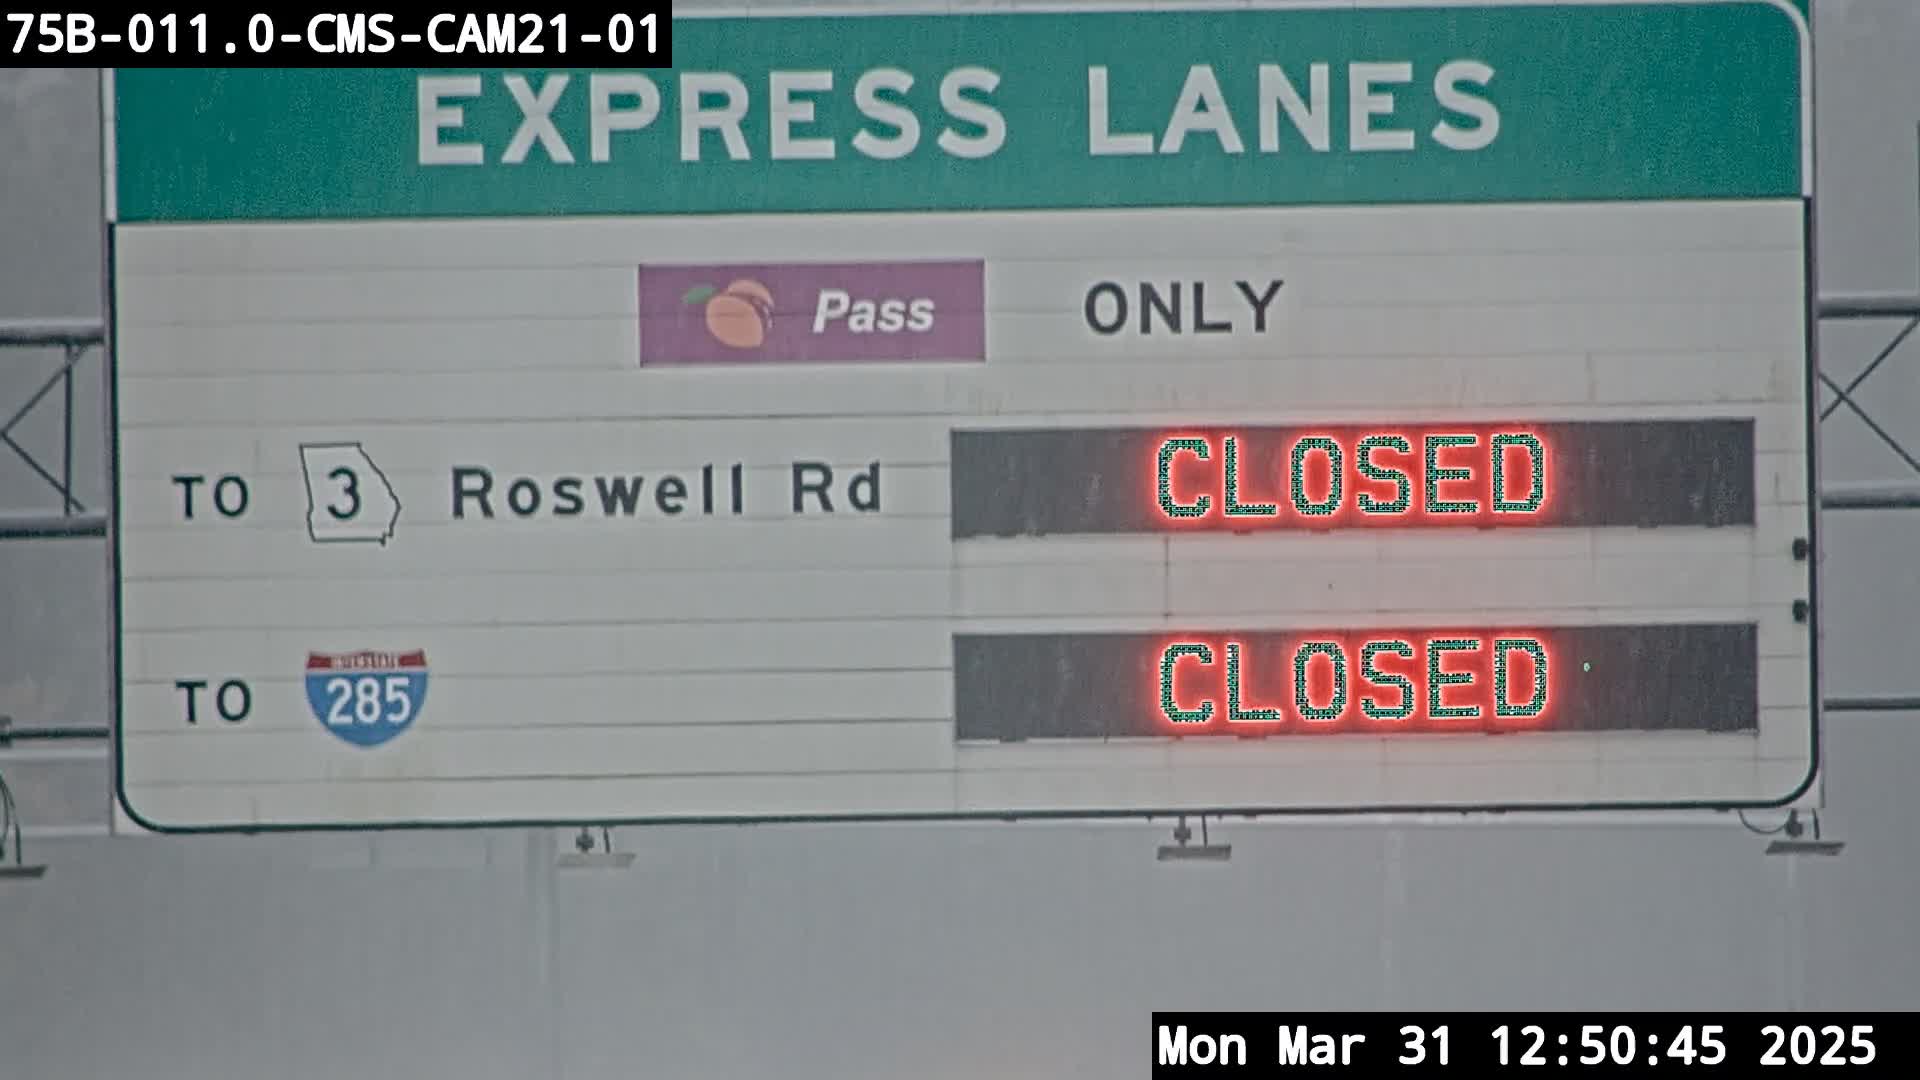 75B-011.0-CMS-CAM21-01
EXPRESS LANES
Pass ONLY
TO 3 Roswell Rd CLOSED
TO 285 CLOSED
Mon Mar 31 12:50:45 2025